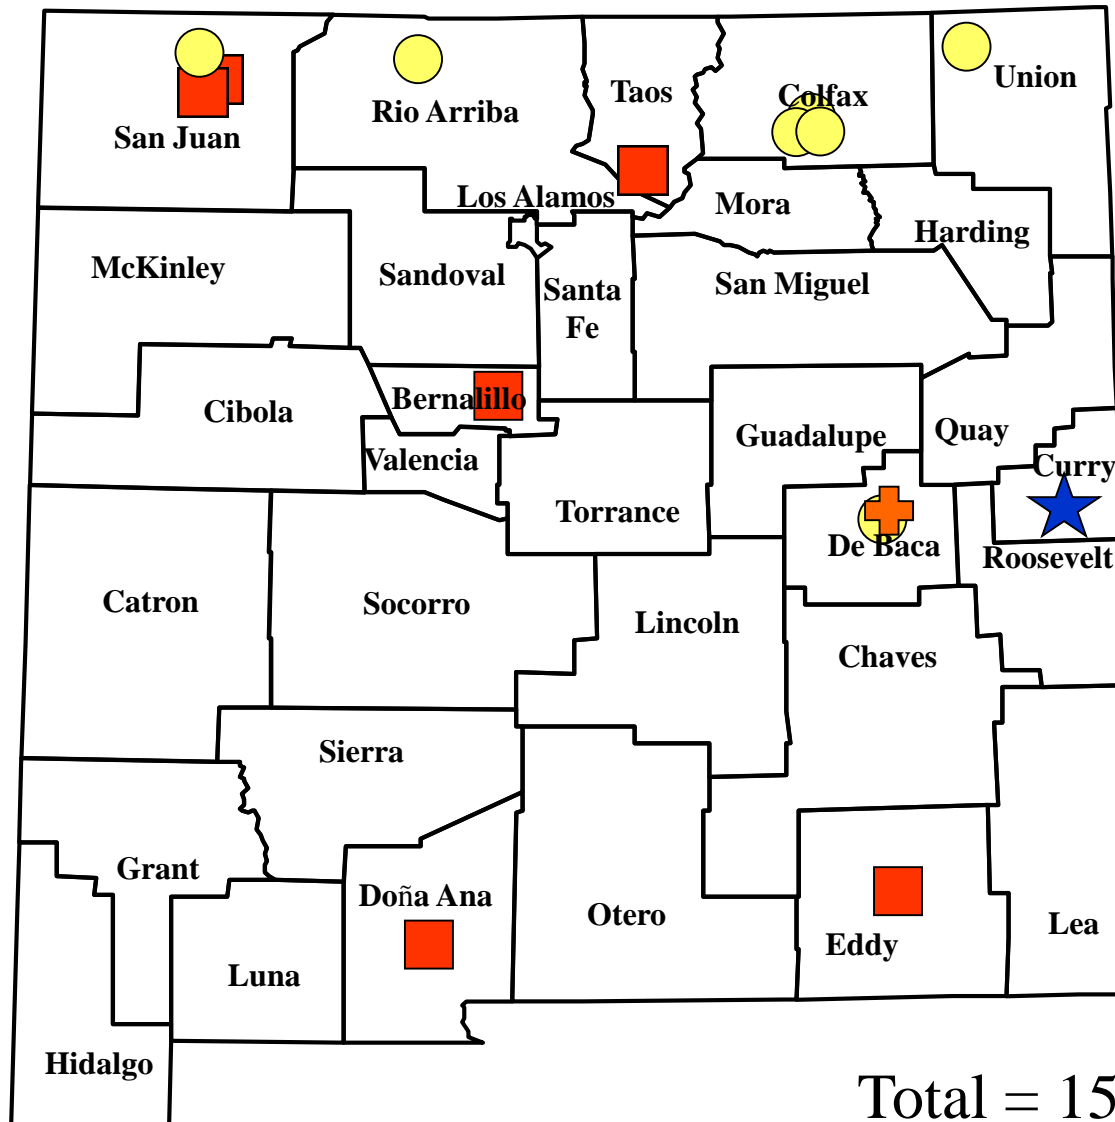 Union
Taos
Colfax
Rio Arriba
San Juan
Los Alamos
Mora
Harding
McKinley
Sandoval
San Miguel
Santa
Fe
Bernalillo
Cibola
Guadalupe
Quay
Valencia
Curry
Torrance
De Baca
Roosevelt
Catron
Socorro
Lincoln
Chaves
Sierra
Grant
Doña Ana
Otero
Lea
Eddy
Luna
Hidalgo
Total = 15